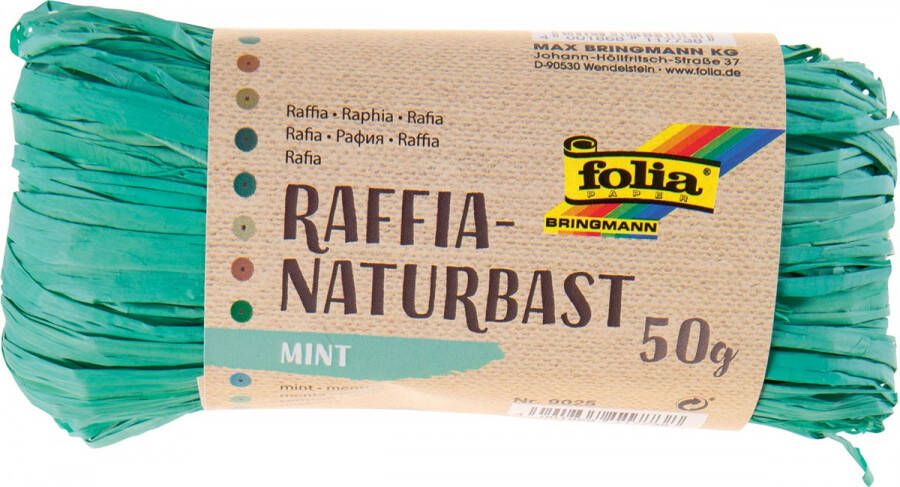 MAX BRINGMANN KG
Johann-Höllfritsch-Straße 37
D-90530 Wendelstein • www.folia.de
Raffia • Raphia • Rafia
Rafia • Рафия • Raffia
Rafia
folia
PAPER
BRINGMANN
RAFFIA-
NATURBAST
50g
MINT
mint -
Nr. 9025